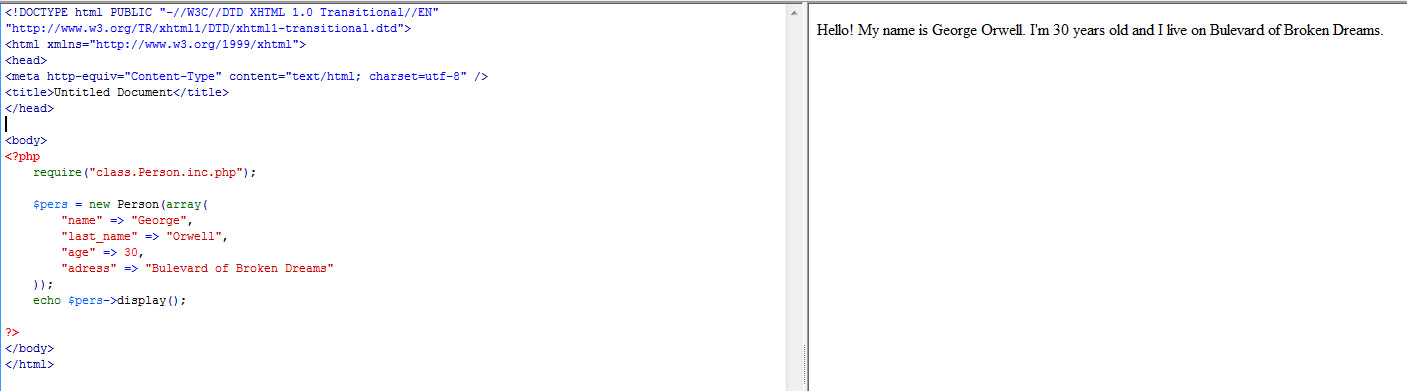 <!DOCTYPE html PUBLIC "-//W3C//DTD XHTML 1.0 Transitional//EN"
"http://www.w3.org/TR/xhtml1/DTD/xhtml1-transitional.dtd">
<html xmlns="http://www.w3.org/1999/xhtml">
<head>
<meta http-equiv="Content-Type" content="text/html; charset=utf-8" />
<title>Untitled Document</title>
</head>
<body>
<?php
require("class.Person.inc.php");
$pers = new Person(array(
"name" => "George",
"last_name" => "Orwell",
"age" => 30,
"adress" => "Bulevard of Broken Dreams"
));
echo $pers->display();
?>
</body>
</html>
Hello! My name is George Orwell. I'm 30 years old and I live on Bulevard of Broken Dreams.